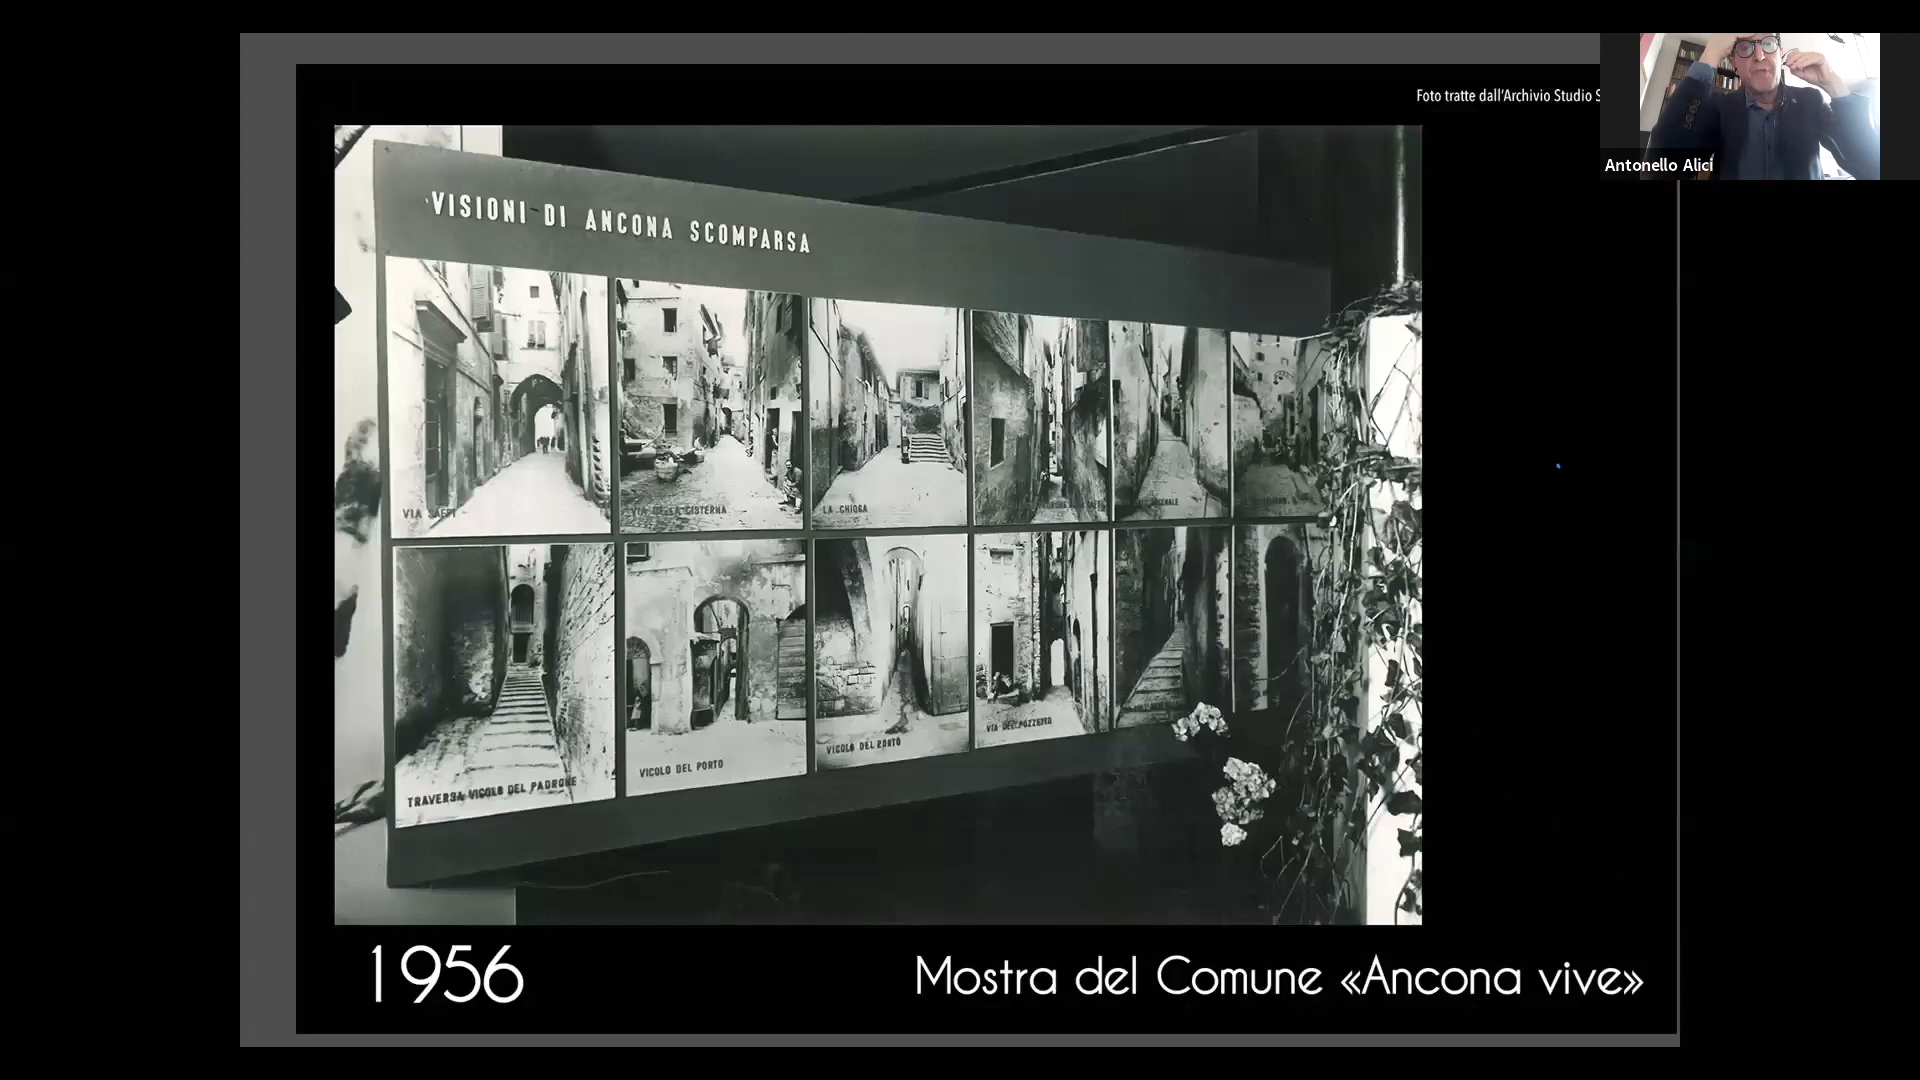 Foto tratte dall'Archivio Studio S
Antonello Alici
VISIONI DI ANCONA SCOMPARSA
VIA SAFFI
VIA DELLA CISTERNA
LA CHIOGA
TRAVERSA VICOLO DEL PADRONE
VICOLO DEL PORTO
VICOLO DEL PORTO
VIA DEL POZZETTO
1956
Mostra del Comune «Ancona vive»